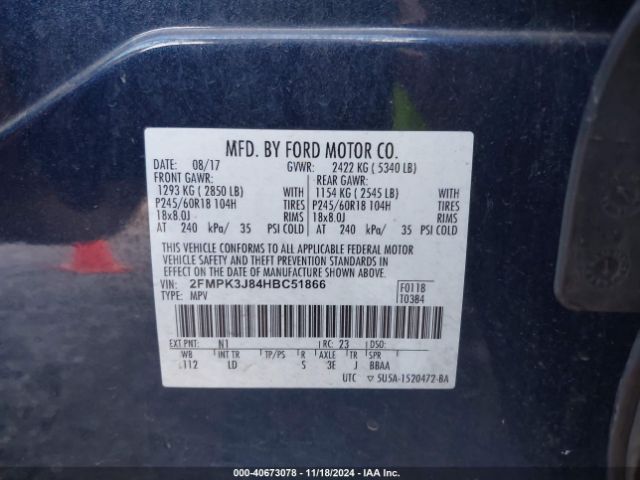 MFD. BY FORD MOTOR CO.
DATE: 08/17 GVWR: 2422 KG ( 5340 LB)
FRONT GAWR: REAR GAWR:
1293 KG ( 2850 LB) WITH 1154 KG ( 2545 LB) WITH
P245/60R18 104H TIRES P245/60R18 104H TIRES
18x8.0J RIMS 18x8.0J RIMS
AT 240 kPa/ 35 PSI COLD AT 240 kPa/ 35 PSI COLD
THIS VEHICLE CONFORMS TO ALL APPLICABLE FEDERAL MOTOR
VEHICLE SAFETY AND THEFT PREVENTION STANDARDS IN
EFFECT ON THE DATE OF MANUFACTURE SHOWN ABOVE.
VIN: 2FMPK3J84HBC51866 F0118
TYPE: MPV T0384
EXT PNT: N1 RC: 23 DSO:
WB INT TR TP/PS R AXLE TR SPR
112 LD S 3E J BBAA
UTC ▽ 5U5A-1520472-BA
000-40673078 - 11/18/2024 - IAA Inc.